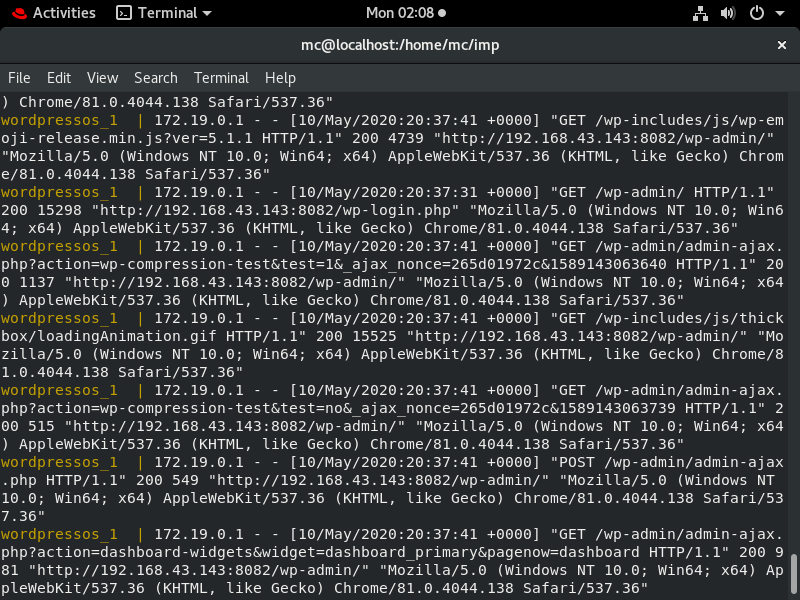 Activities Terminal Mon 02:08
mc@localhost:/home/mc/imp
File Edit View Search Terminal Help
) Chrome/81.0.4044.138 Safari/537.36"
wordpressos_1  | 172.19.0.1 - - [10/May/2020:20:37:41 +0000] "GET /wp-includes/js/wp-em
oji-release.min.js?ver=5.1.1 HTTP/1.1" 200 4739 "http://192.168.43.143:8082/wp-admin/"
"Mozilla/5.0 (Windows NT 10.0; Win64; x64) AppleWebKit/537.36 (KHTML, like Gecko) Chrom
e/81.0.4044.138 Safari/537.36"
wordpressos_1  | 172.19.0.1 - - [10/May/2020:20:37:31 +0000] "GET /wp-admin/ HTTP/1.1"
200 15298 "http://192.168.43.143:8082/wp-login.php" "Mozilla/5.0 (Windows NT 10.0; Win6
4; x64) AppleWebKit/537.36 (KHTML, like Gecko) Chrome/81.0.4044.138 Safari/537.36"
wordpressos_1  | 172.19.0.1 - - [10/May/2020:20:37:41 +0000] "GET /wp-admin/admin-ajax.
php?action=wp-compression-test&test=1&_ajax_nonce=265d01972c&1589143063640 HTTP/1.1" 20
0 1137 "http://192.168.43.143:8082/wp-admin/" "Mozilla/5.0 (Windows NT 10.0; Win64; x64
) AppleWebKit/537.36 (KHTML, like Gecko) Chrome/81.0.4044.138 Safari/537.36"
wordpressos_1  | 172.19.0.1 - - [10/May/2020:20:37:41 +0000] "GET /wp-includes/js/thick
box/loadingAnimation.gif HTTP/1.1" 200 15525 "http://192.168.43.143:8082/wp-admin/" "Mo
zilla/5.0 (Windows NT 10.0; Win64; x64) AppleWebKit/537.36 (KHTML, like Gecko) Chrome/8
1.0.4044.138 Safari/537.36"
wordpressos_1  | 172.19.0.1 - - [10/May/2020:20:37:41 +0000] "GET /wp-admin/admin-ajax.
php?action=wp-compression-test&test=no&_ajax_nonce=265d01972c&1589143063739 HTTP/1.1" 2
00 515 "http://192.168.43.143:8082/wp-admin/" "Mozilla/5.0 (Windows NT 10.0; Win64; x64
) AppleWebKit/537.36 (KHTML, like Gecko) Chrome/81.0.4044.138 Safari/537.36"
wordpressos_1  | 172.19.0.1 - - [10/May/2020:20:37:41 +0000] "POST /wp-admin/admin-ajax
.php HTTP/1.1" 200 549 "http://192.168.43.143:8082/wp-admin/" "Mozilla/5.0 (Windows NT
10.0; Win64; x64) AppleWebKit/537.36 (KHTML, like Gecko) Chrome/81.0.4044.138 Safari/53
7.36"
wordpressos_1  | 172.19.0.1 - - [10/May/2020:20:37:41 +0000] "GET /wp-admin/admin-ajax.
php?action=dashboard-widgets&widget=dashboard_primary&pagenow=dashboard HTTP/1.1" 200 9
81 "http://192.168.43.143:8082/wp-admin/" "Mozilla/5.0 (Windows NT 10.0; Win64; x64) Ap
pleWebKit/537.36 (KHTML, like Gecko) Chrome/81.0.4044.138 Safari/537.36"